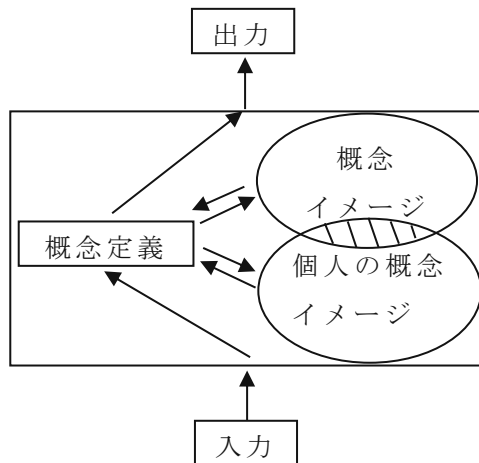 出力
概念
イメージ
概念定義
個人の概念
イメージ
入力